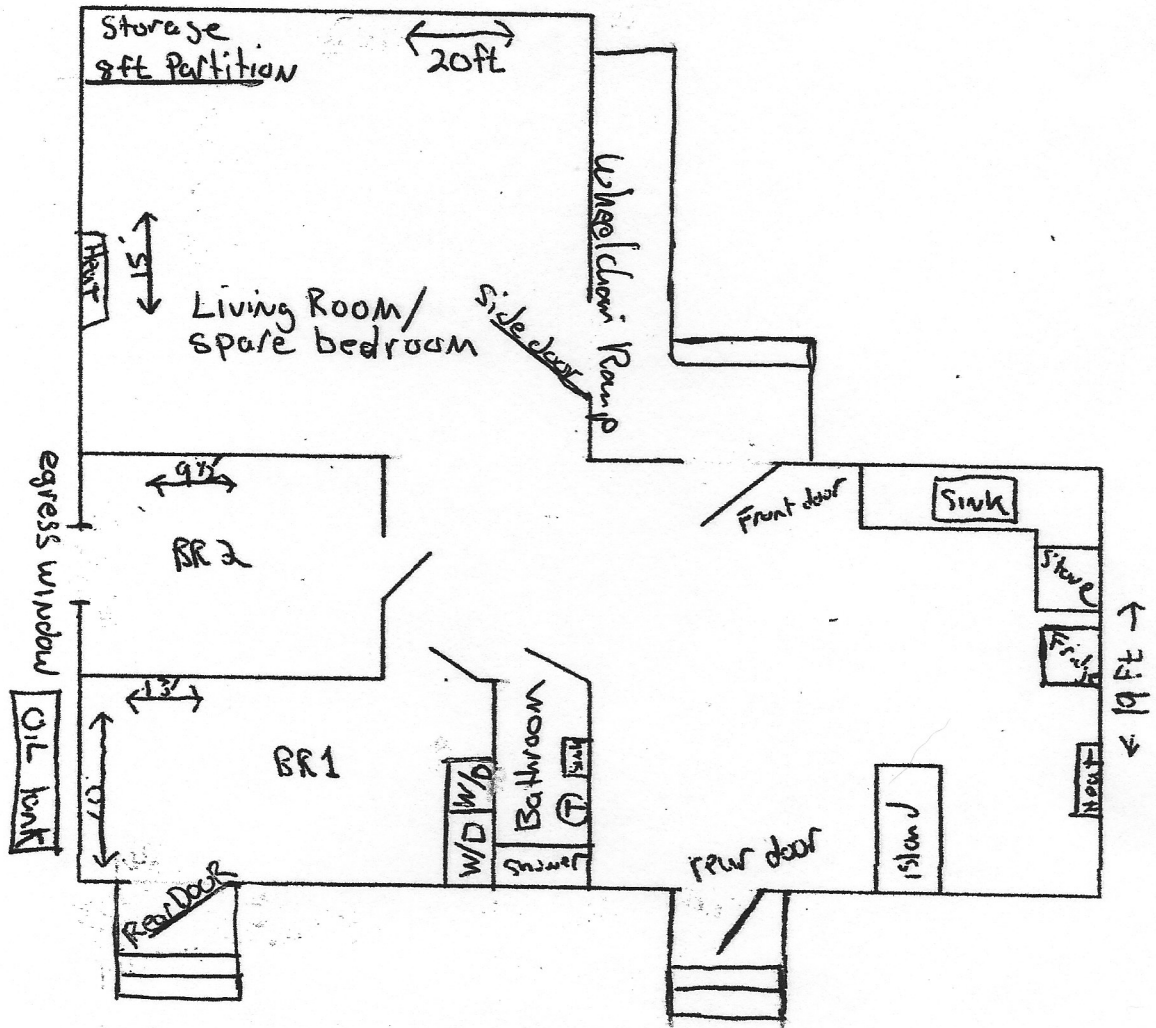 Storage
8ft Partition
20ft
Wheelchair Ramp
Heat
15'
Living Room/
spare bedroom
side door
egress window
9½'
BR 2
Front door
Sink
Stove
Fridge
19 ft
Heat
OIL tank
13'
10'
BR1
W/D
W/D
Bathroom
Sink
T
Shower
rear door
Island
Rear Door